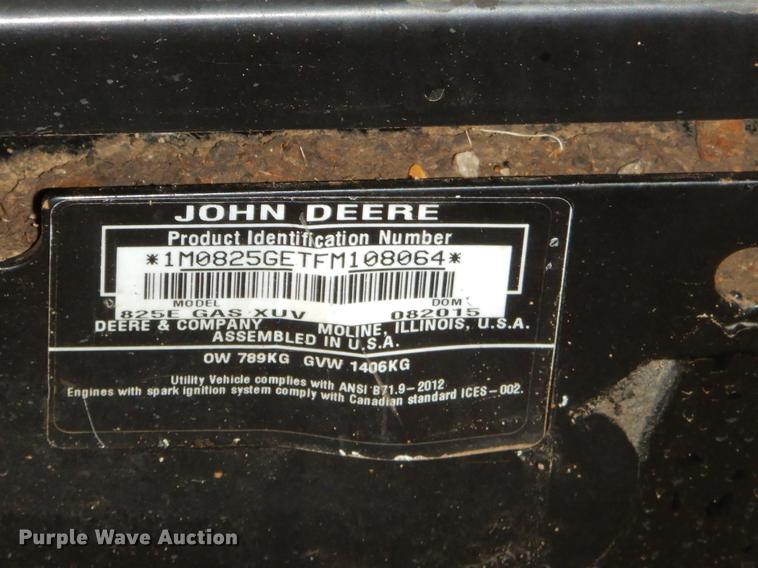 JOHN DEERE
Product Identification Number
*1M0825GETFM108064*
MODEL DOM
825E GAS XUV 082015
DEERE & COMPANY MOLINE, ILLINOIS, U.S.A.
ASSEMBLED IN U.S.A.
OW 789KG GVW 1406KG
Utility Vehicle complies with ANSI B71.9-2012
Engines with spark ignition system comply with Canadian standard ICES-002.
Purple Wave Auction